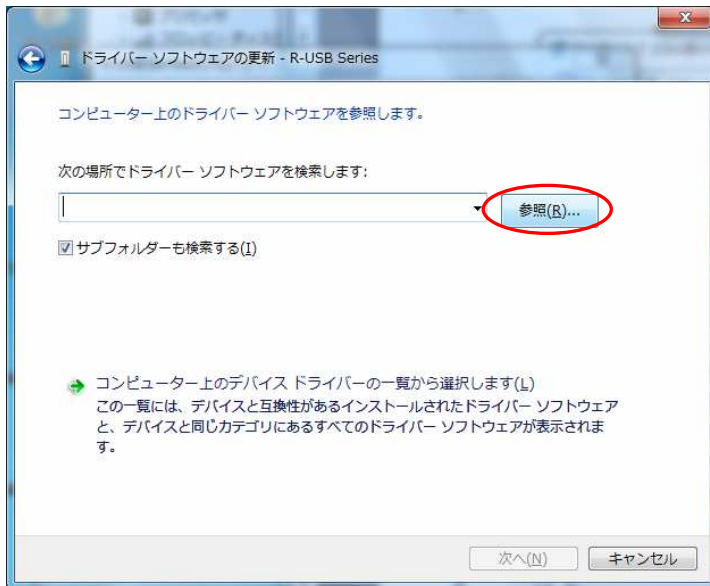 プロセッサ
ドライバー ソフトウェアの更新 - R-USB Series
コンピューター上のドライバー ソフトウェアを参照します。
次の場所でドライバー ソフトウェアを検索します:
参照(R)...
サブフォルダーも検索する(I)
コンピューター上のデバイス ドライバーの一覧から選択します(L)
この一覧には、デバイスと互換性があるインストールされたドライバー ソフトウェア
と、デバイスと同じカテゴリにあるすべてのドライバー ソフトウェアが表示されま
す。
次へ(N)
キャンセル